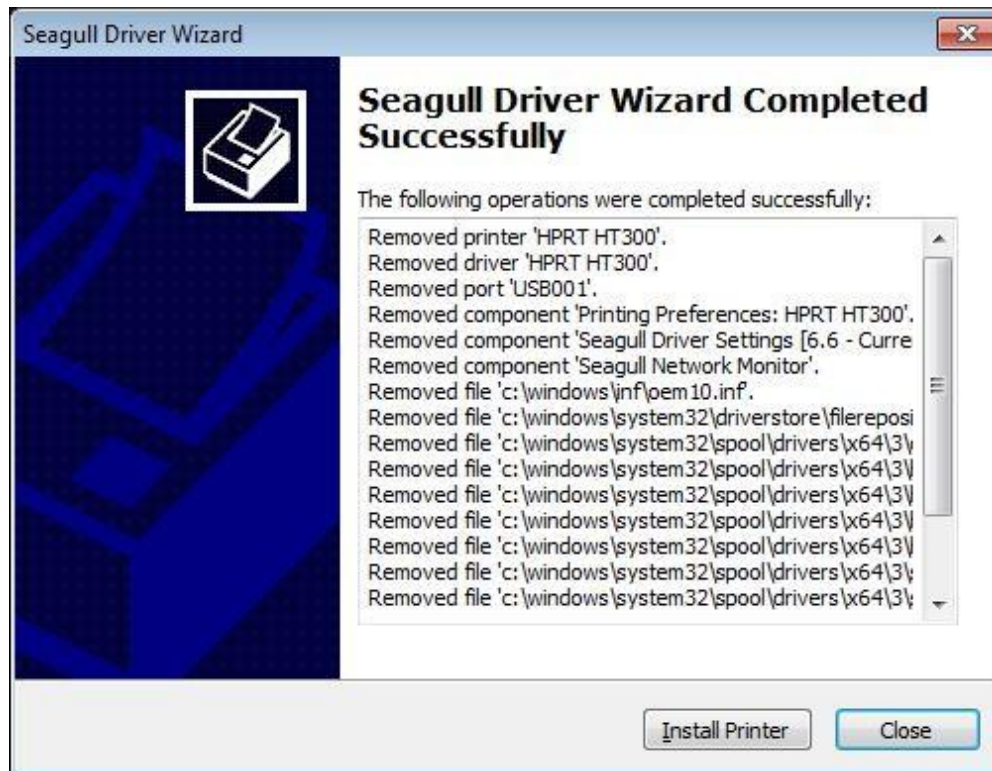 Seagull Driver Wizard
Seagull Driver Wizard Completed
Successfully
The following operations were completed successfully:
Removed printer 'HPRT HT300'.
Removed driver 'HPRT HT300'.
Removed port 'USB001'.
Removed component 'Printing Preferences: HPRT HT300'.
Removed component 'Seagull Driver Settings [6.6 - Curre
Removed component 'Seagull Network Monitor'.
Removed file 'c:\windows\inf\oem10.inf'.
Removed file 'c:\windows\system32\driverstore\filereposi
Removed file 'c:\windows\system32\spool\drivers\x64\3\
Removed file 'c:\windows\system32\spool\drivers\x64\3\
Removed file 'c:\windows\system32\spool\drivers\x64\3\
Removed file 'c:\windows\system32\spool\drivers\x64\3\
Removed file 'c:\windows\system32\spool\drivers\x64\3\
Removed file 'c:\windows\system32\spool\drivers\x64\3\
Removed file 'c:\windows\system32\spool\drivers\x64\3\
Install Printer
Close